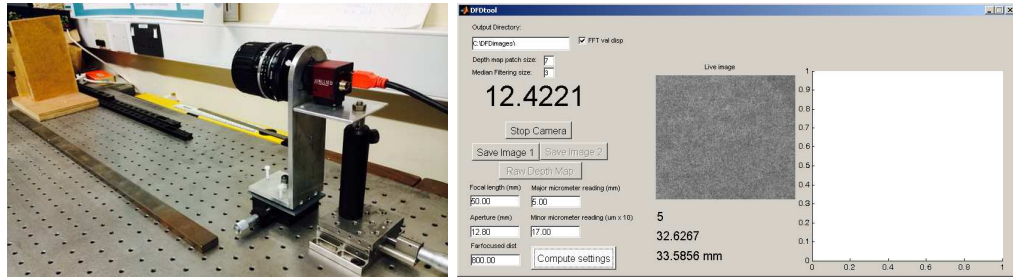 DFDtool
Output Directory:
C:\DFDimages\
FFT val disp
Depth map patch size: 7
Median Filtering size: 3
12.4221
Stop Camera
Save Image 1 Save Image 2
Raw Depth Map
Focal length (mm) Major micrometer reading (mm)
50.00 5.00
Aperture (mm) Minor micrometer reading (um x 10)
12.80 17.00
Farfocused dist
600.00
Compute settings
Live image
5
32.6267
33.5856 mm
1
0.9
0.8
0.7
0.6
0.5
0.4
0.3
0.2
0.1
0
0 0.2 0.4 0.6 0.8 1